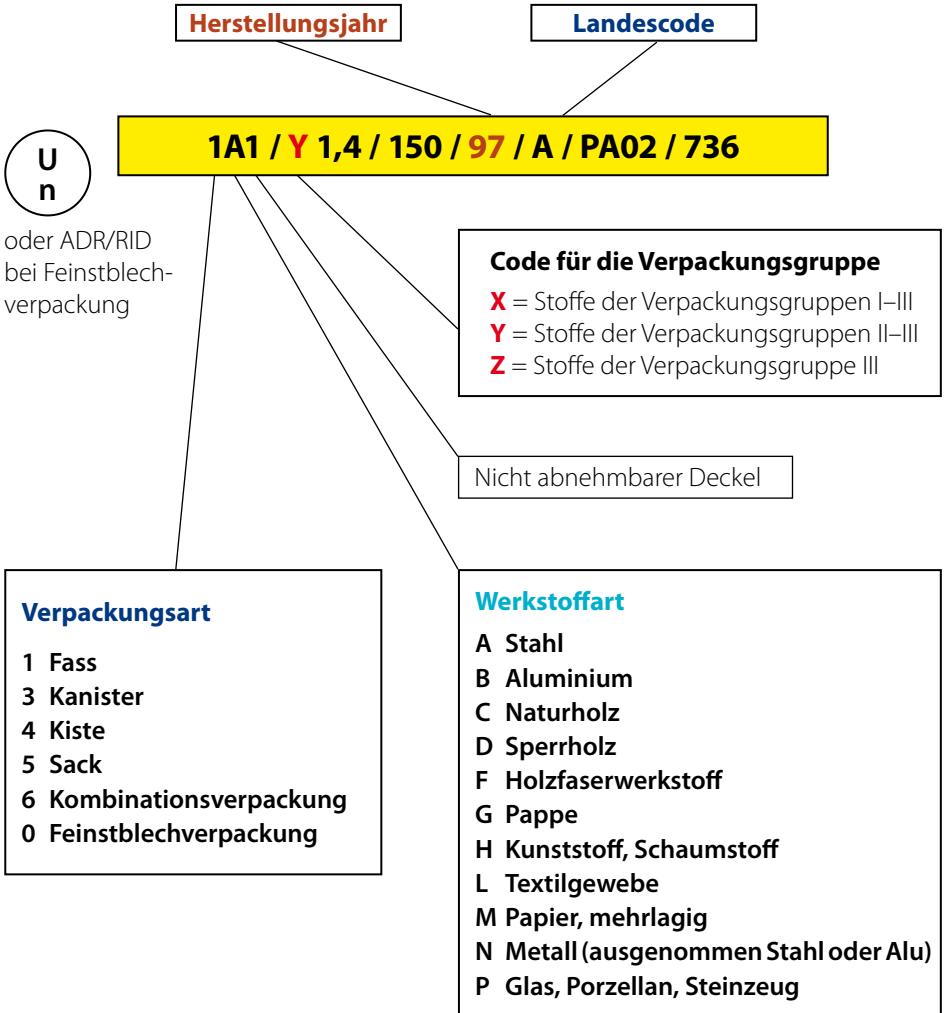 Herstellungsjahr
Landescode
1A1 / Y 1,4 / 150 / 97 / A / PA02 / 736
U
n
oder ADR/RID
bei Feinstblech-
verpackung
Code für die Verpackungsgruppe
X = Stoffe der Verpackungsgruppen I–III
Y = Stoffe der Verpackungsgruppen II–III
Z = Stoffe der Verpackungsgruppe III
Nicht abnehmbarer Deckel
Verpackungsart
1 Fass
3 Kanister
4 Kiste
5 Sack
6 Kombinationsverpackung
0 Feinstblechverpackung
Werkstoffart
A Stahl
B Aluminium
C Naturholz
D Sperrholz
F Holzfaserwerkstoff
G Pappe
H Kunststoff, Schaumstoff
L Textilgewebe
M Papier, mehrlagig
N Metall (ausgenommen Stahl oder Alu)
P Glas, Porzellan, Steinzeug